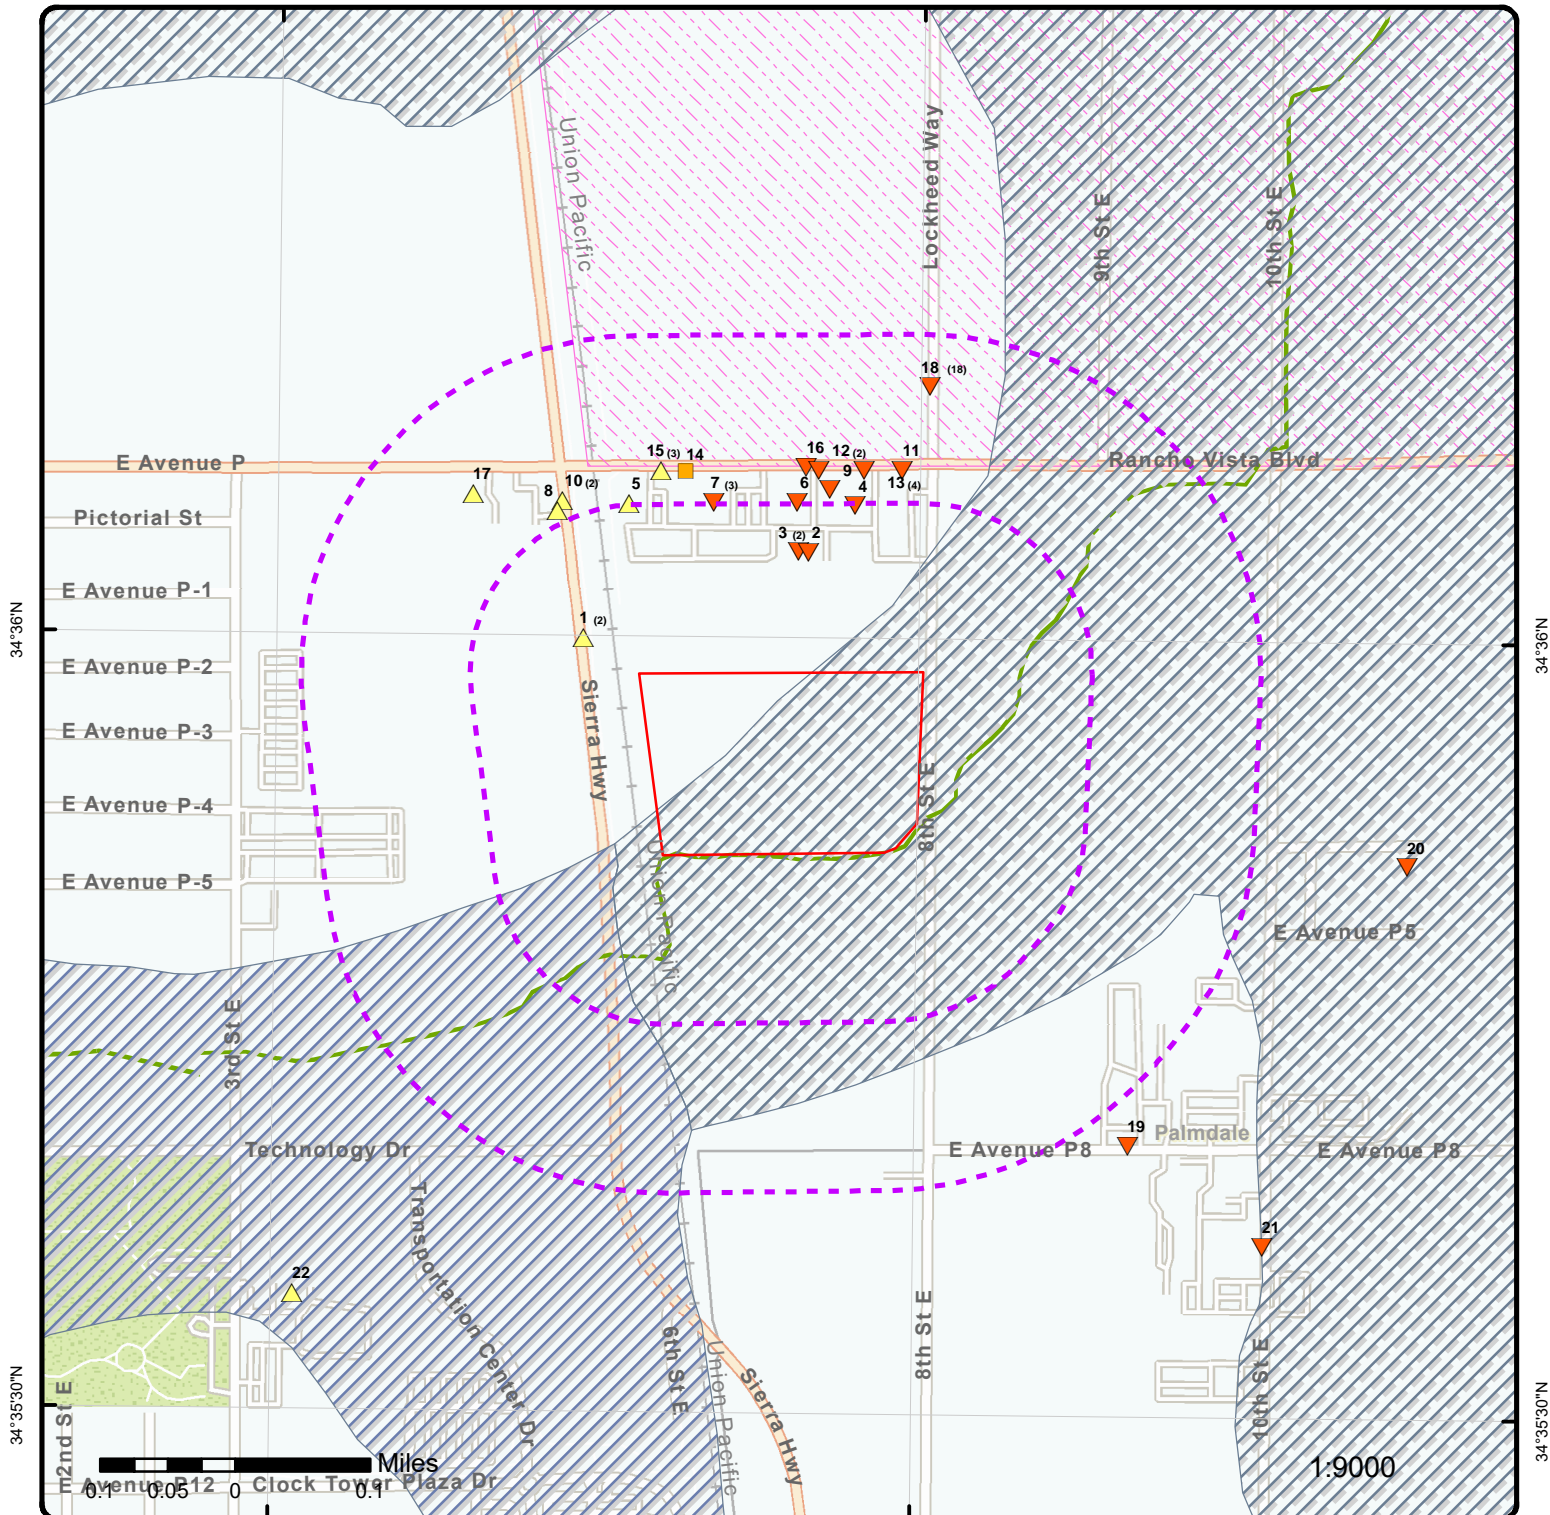 Union Pacific
Lockheed Way
9th St E
10th St E
18 (18)
E Avenue P
17
15 (3)
14
16
12 (2)
11
Rancho Vista Blvd
8
10 (2)
5
7 (3)
6
9
4
13 (4)
Pictorial St
3 (2)
2
E Avenue P-1
1 (2)
34°36'N
34°36'N
E Avenue P-2
Sierra Hwy
E Avenue P-3
E Avenue P-4
8th St E
Union Pacific
20
E Avenue P-5
E Avenue P5
3rd St E
19
Palmdale
Technology Dr
E Avenue P8
E Avenue P8
Transportation Center Dr
21
22
8th St E
6th St E
Union Pacific
Sierra Hwy
10th St E
34°35'30"N
34°35'30"N
E 2nd St E
Miles
1:9000
Avenue P12
Clock Tower Plaza Dr
0.1 0.05 0 0.1